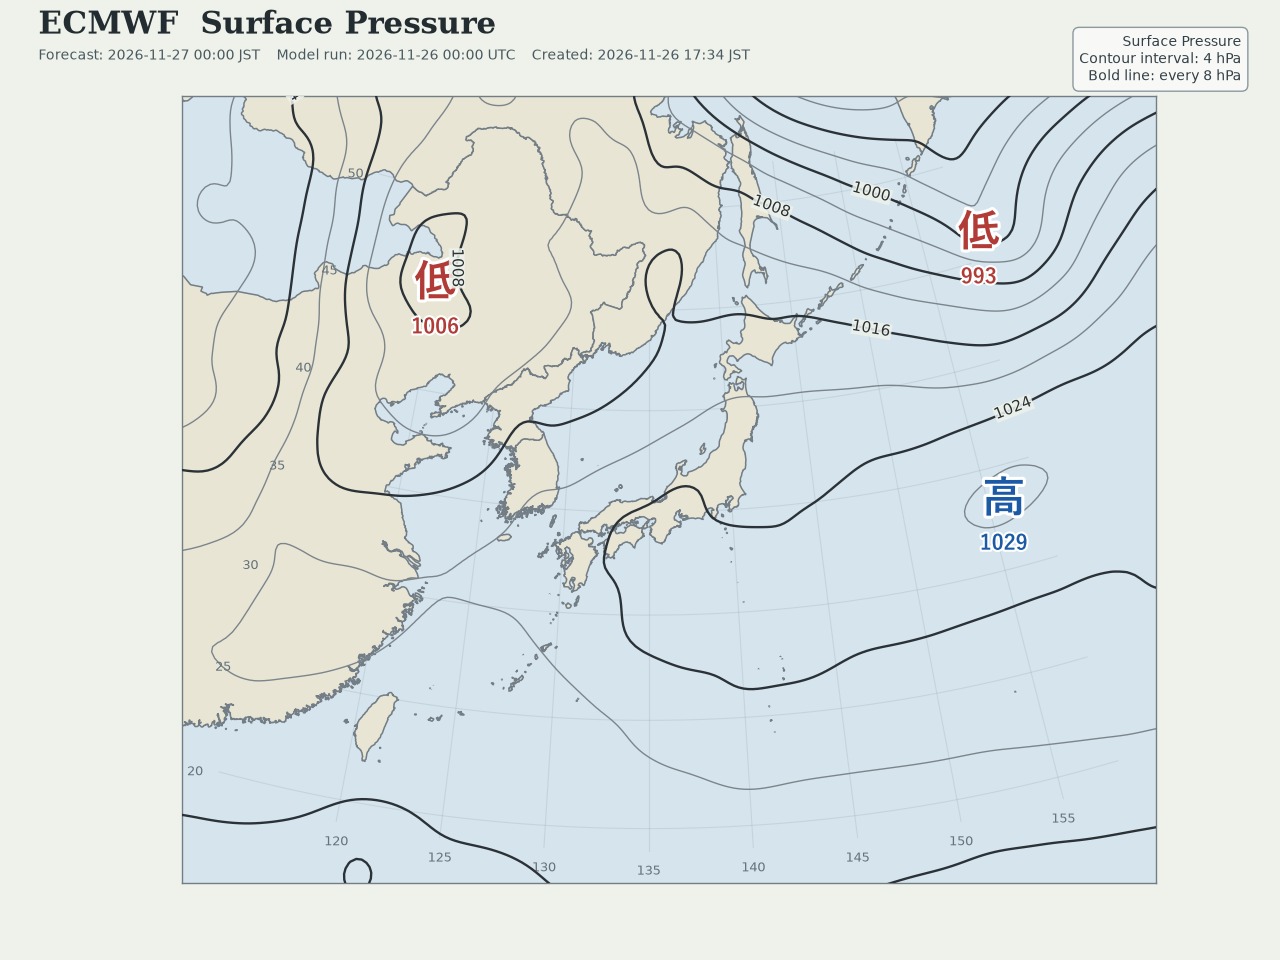 ECMWF  Surface Pressure
Forecast: 2026-11-27 00:00 JST    Model run: 2026-11-26 00:00 UTC    Created: 2026-11-26 17:34 JST
Surface Pressure
Contour interval: 4 hPa
Bold line: every 8 hPa
50
1000
1008
低
993
45
1008
低
1006
1016
40
1024
35
高
1029
30
25
20
120
125
130
135
140
145
150
155